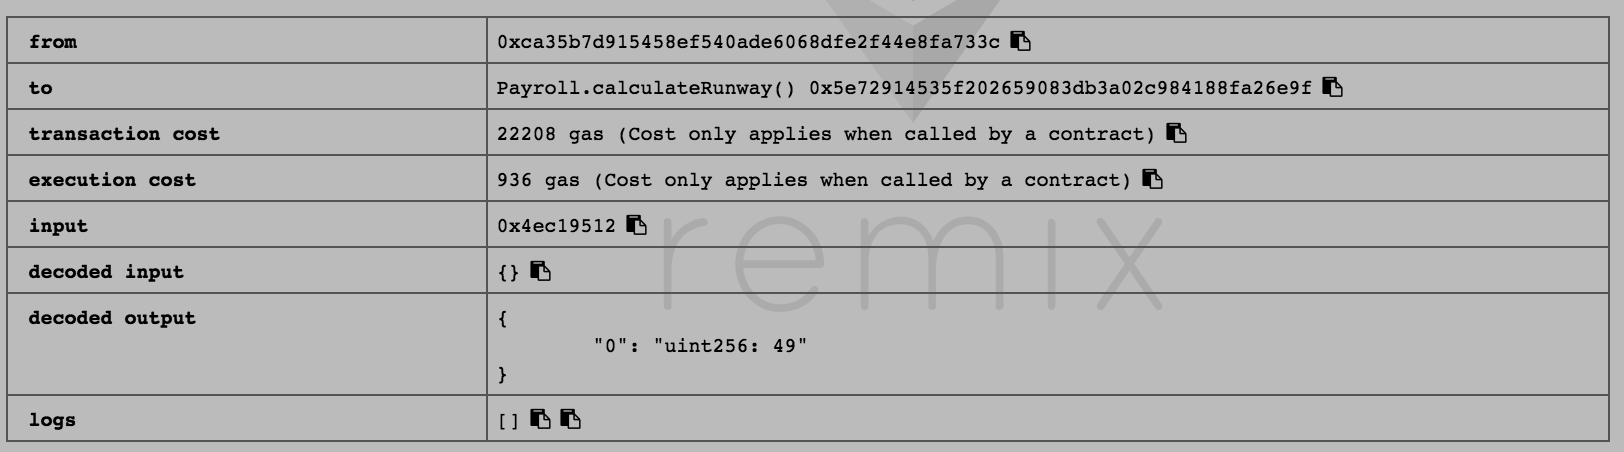 from 0xca35b7d915458ef540ade6068dfe2f44e8fa733c
to Payroll.calculateRunway() 0x5e72914535f202659083db3a02c984188fa26e9f
transaction cost 22208 gas (Cost only applies when called by a contract)
execution cost 936 gas (Cost only applies when called by a contract)
input 0x4ec19512
remix
decoded input {}
decoded output {
"0": "uint256: 49"
}
logs []